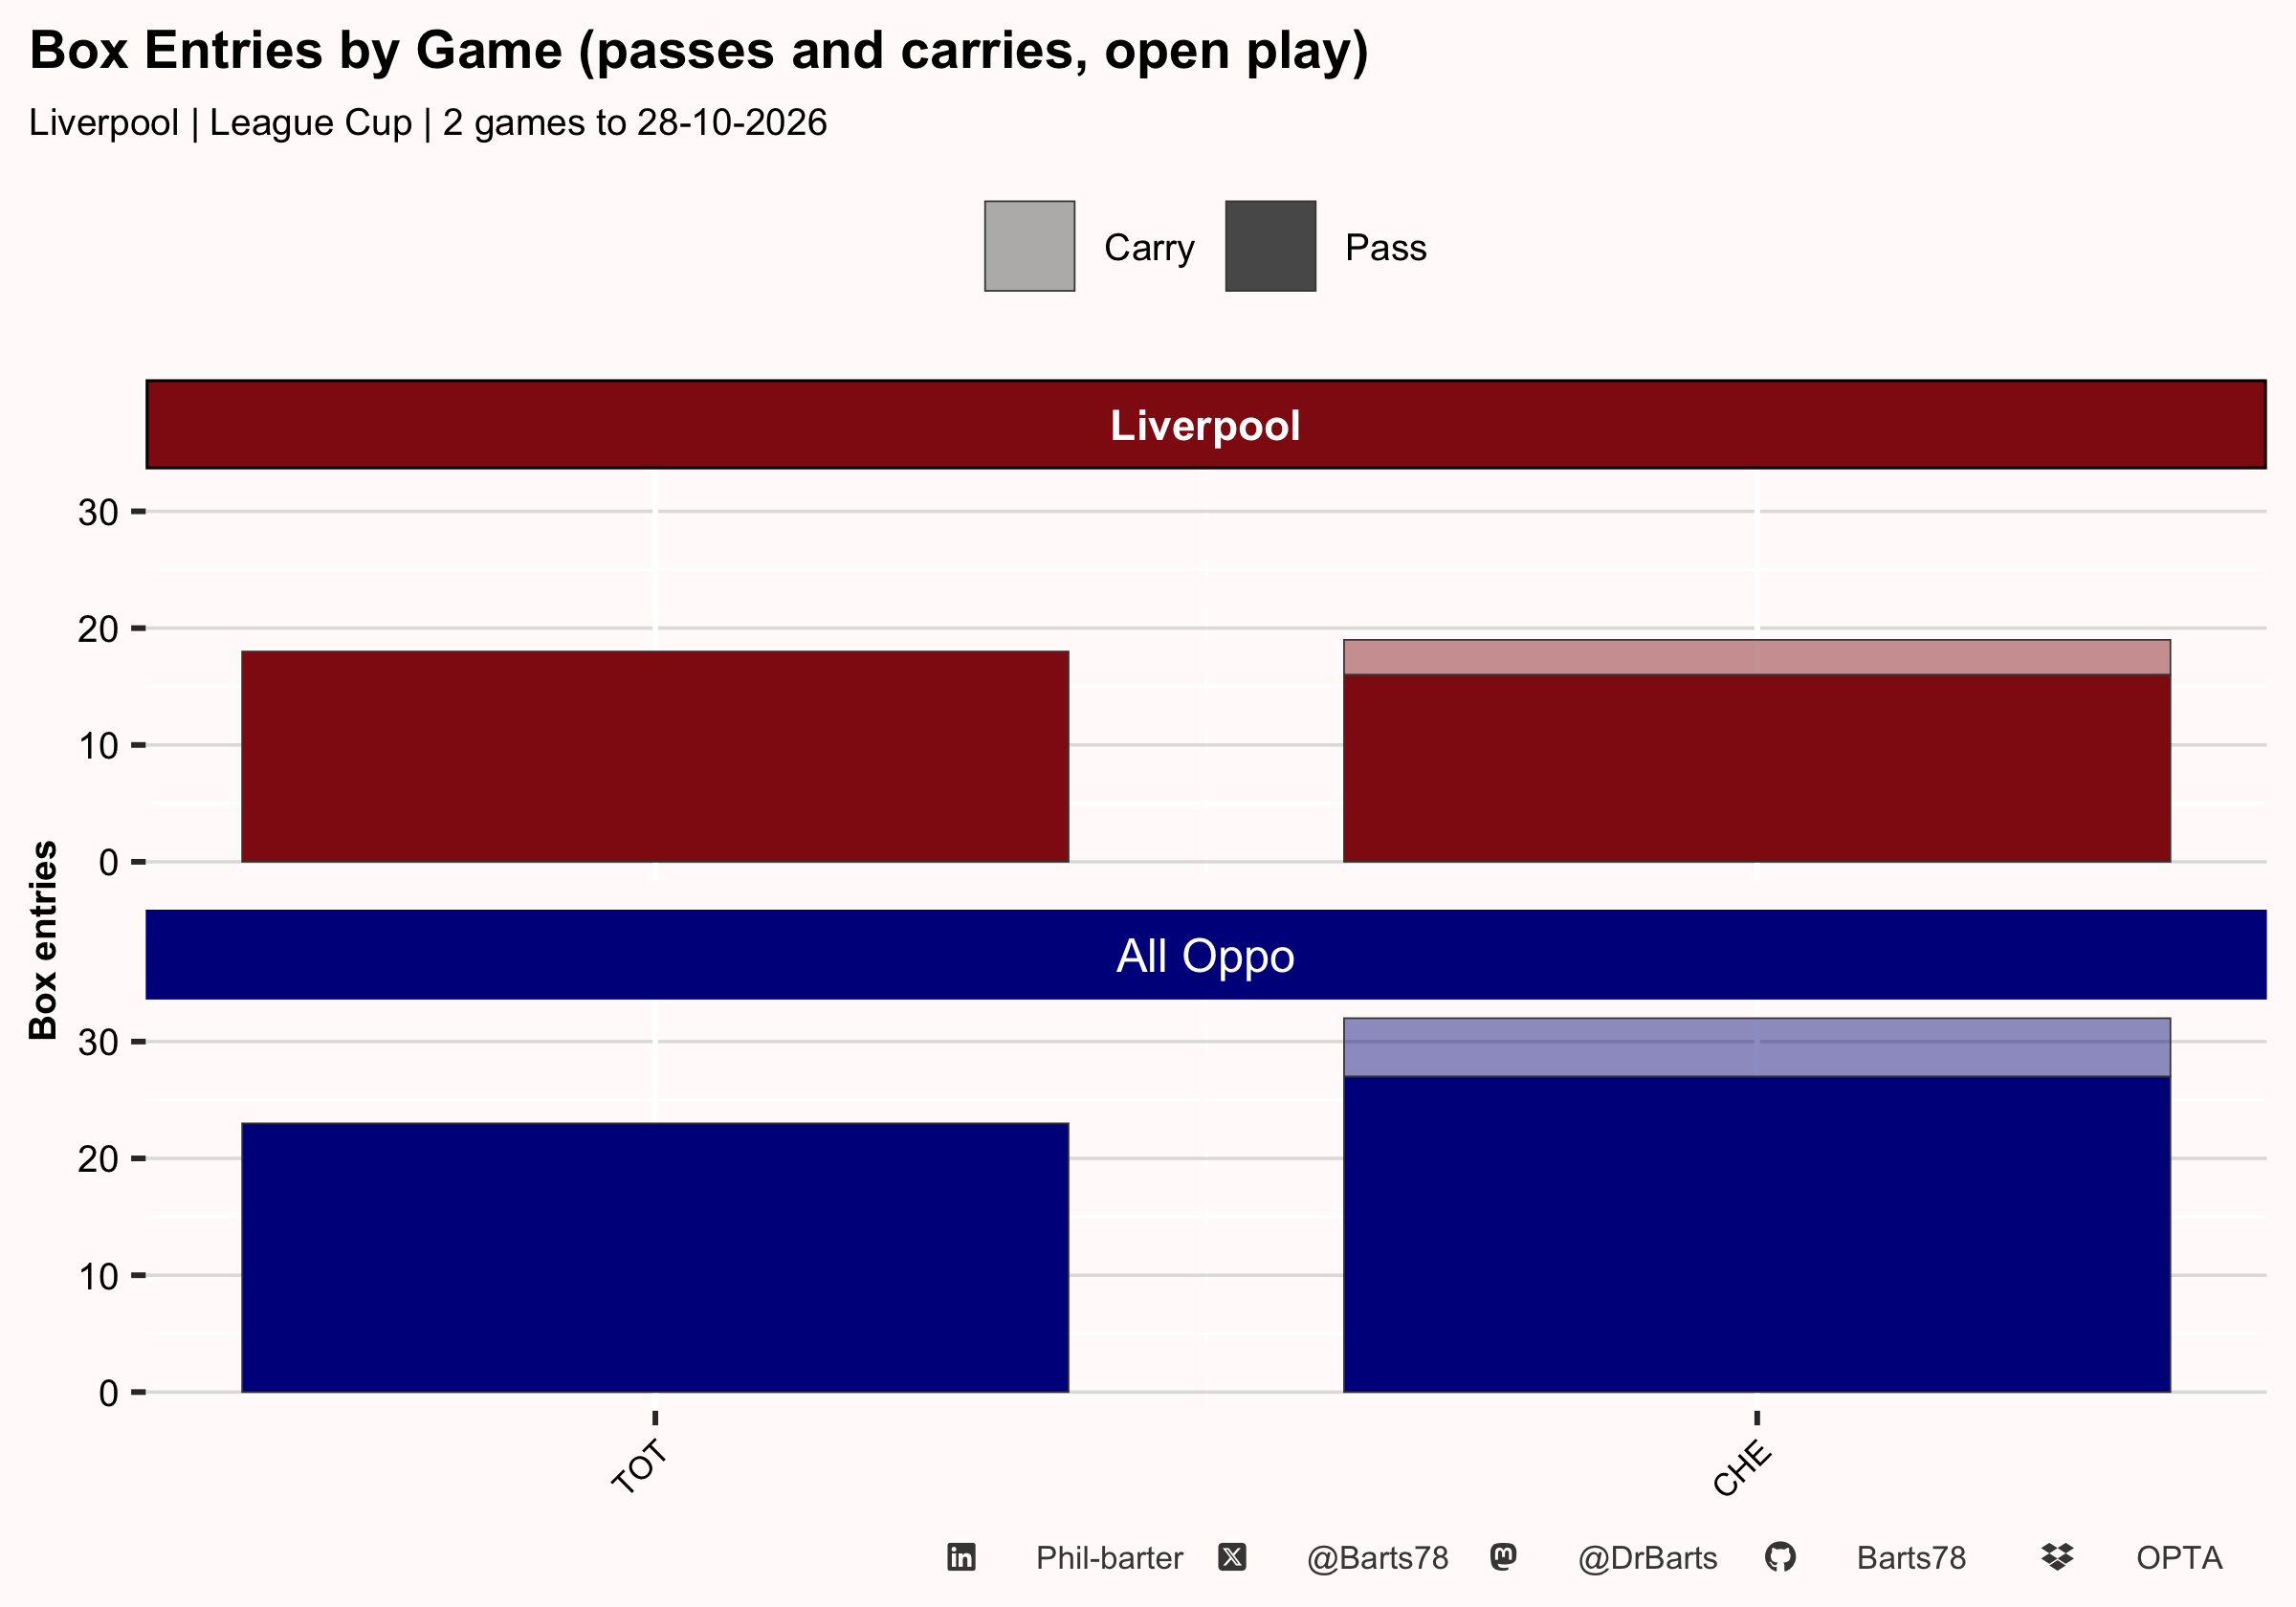 Box Entries by Game (passes and carries, open play)
Liverpool | League Cup | 2 games to 28-10-2026
Carry Pass
Liverpool
30
20
10
0
Box entries
All Oppo
30
20
10
0
TOT CHE
Phil-barter @Barts78 @DrBarts Barts78 OPTA